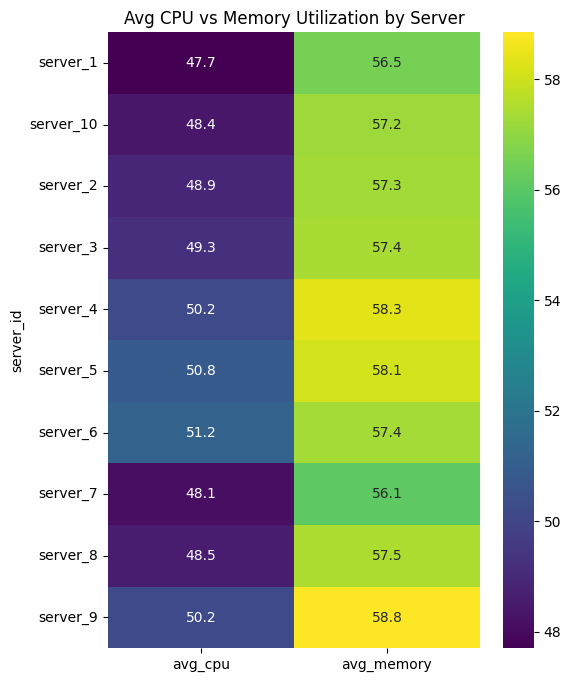 Avg CPU vs Memory Utilization by Server
server_id
server_1 47.7 56.5
server_10 48.4 57.2
server_2 48.9 57.3
server_3 49.3 57.4
server_4 50.2 58.3
server_5 50.8 58.1
server_6 51.2 57.4
server_7 48.1 56.1
server_8 48.5 57.5
server_9 50.2 58.8
avg_cpu avg_memory
58
56
54
52
50
48